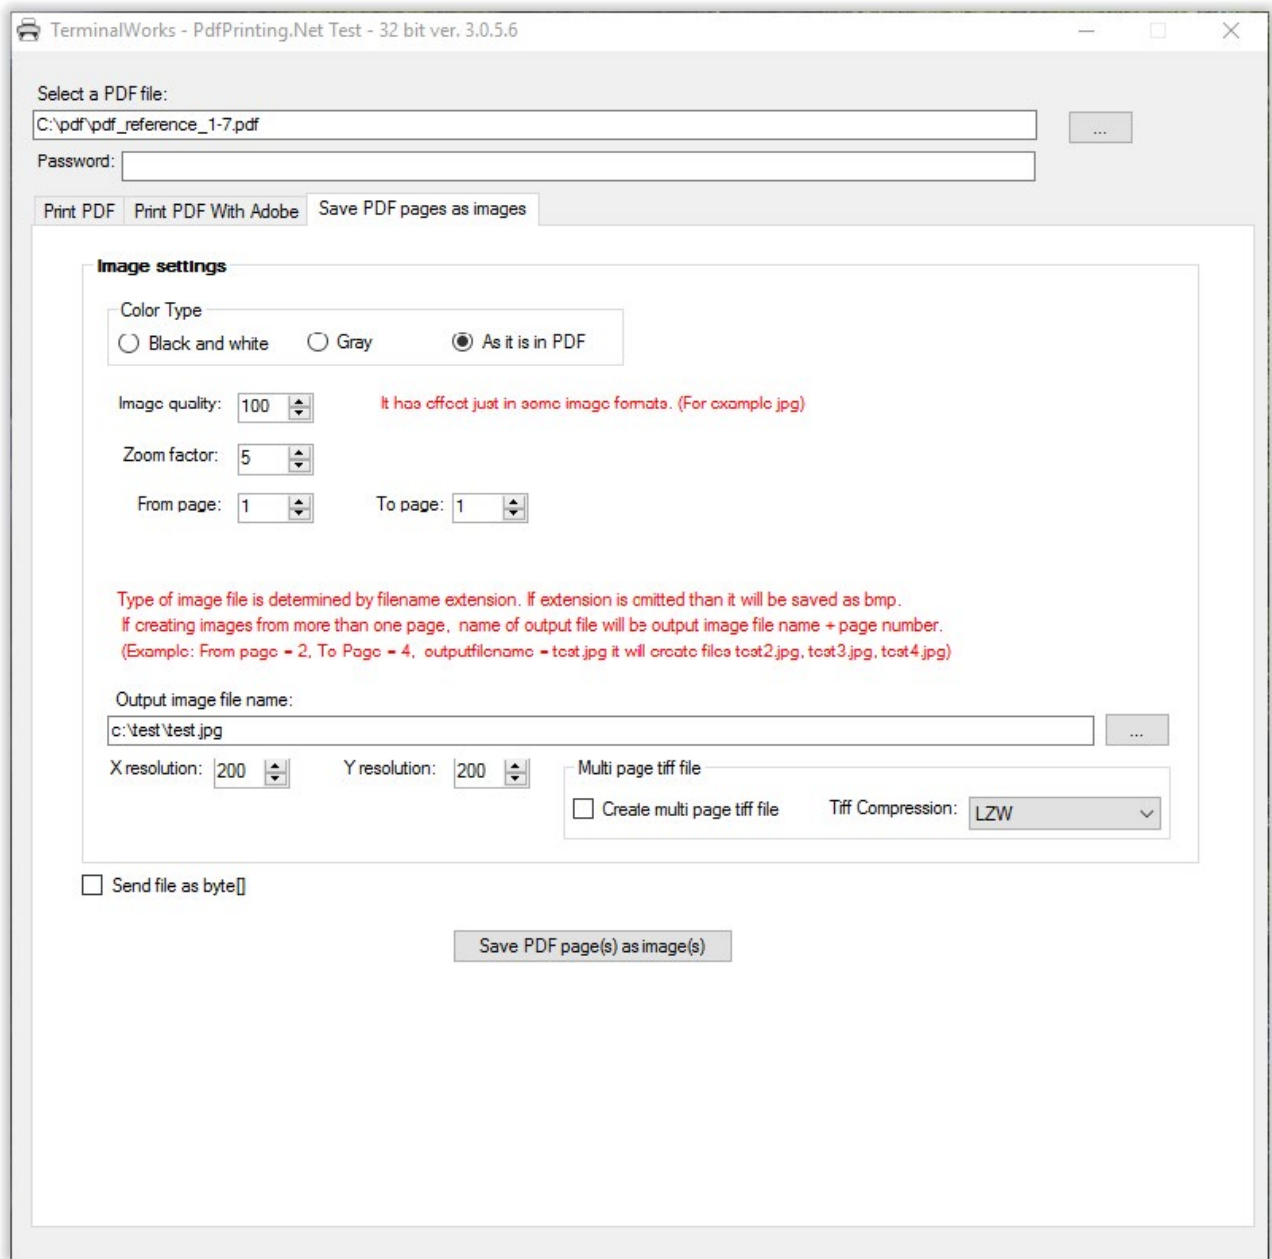 TerminalWorks - PdfPrinting.Net Test - 32 bit ver. 3.0.5.6
Select a PDF file:
C:\pdf\pdf_reference_1-7.pdf
...
Password:
Print PDF Print PDF With Adobe Save PDF pages as images
Image settings
Color Type
Black and white Gray As it is in PDF
Image quality: 100 It has effect just in some image formats. (For example jpg)
Zoom factor: 5
From page: 1 To page: 1
Type of image file is determined by filename extension. If extension is omitted than it will be saved as bmp.
If creating images from more than one page, name of output file will be output image file name + page number.
(Example: From page = 2, To Page = 4, outputfilename = test.jpg it will create files test2.jpg, test3.jpg, test4.jpg)
Output image file name:
c:\test\test.jpg ...
X resolution: 200 Y resolution: 200 Multi page tiff file
Create multi page tiff file Tiff Compression: LZW
Send file as byte[]
Save PDF page(s) as image(s)